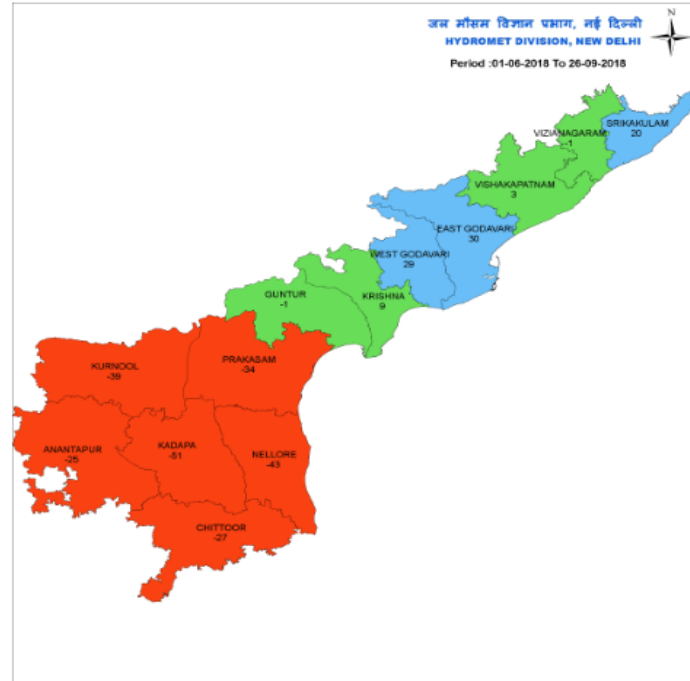 N
जल मौसम विज्ञान प्रभाग, नई दिल्ली
HYDROMET DIVISION, NEW DELHI
Period :01-06-2018 To 26-09-2018
SRIKAKULAM
20
VIZIANAGARAM
-1
VISHAKAPATNAM
3
EAST GODAVARI
30
WEST GODAVARI
29
GUNTUR
-1
KRISHNA
9
KURNOOL
-39
PRAKASAM
-34
ANANTAPUR
-25
KADAPA
-51
NELLORE
-43
CHITTOOR
-27